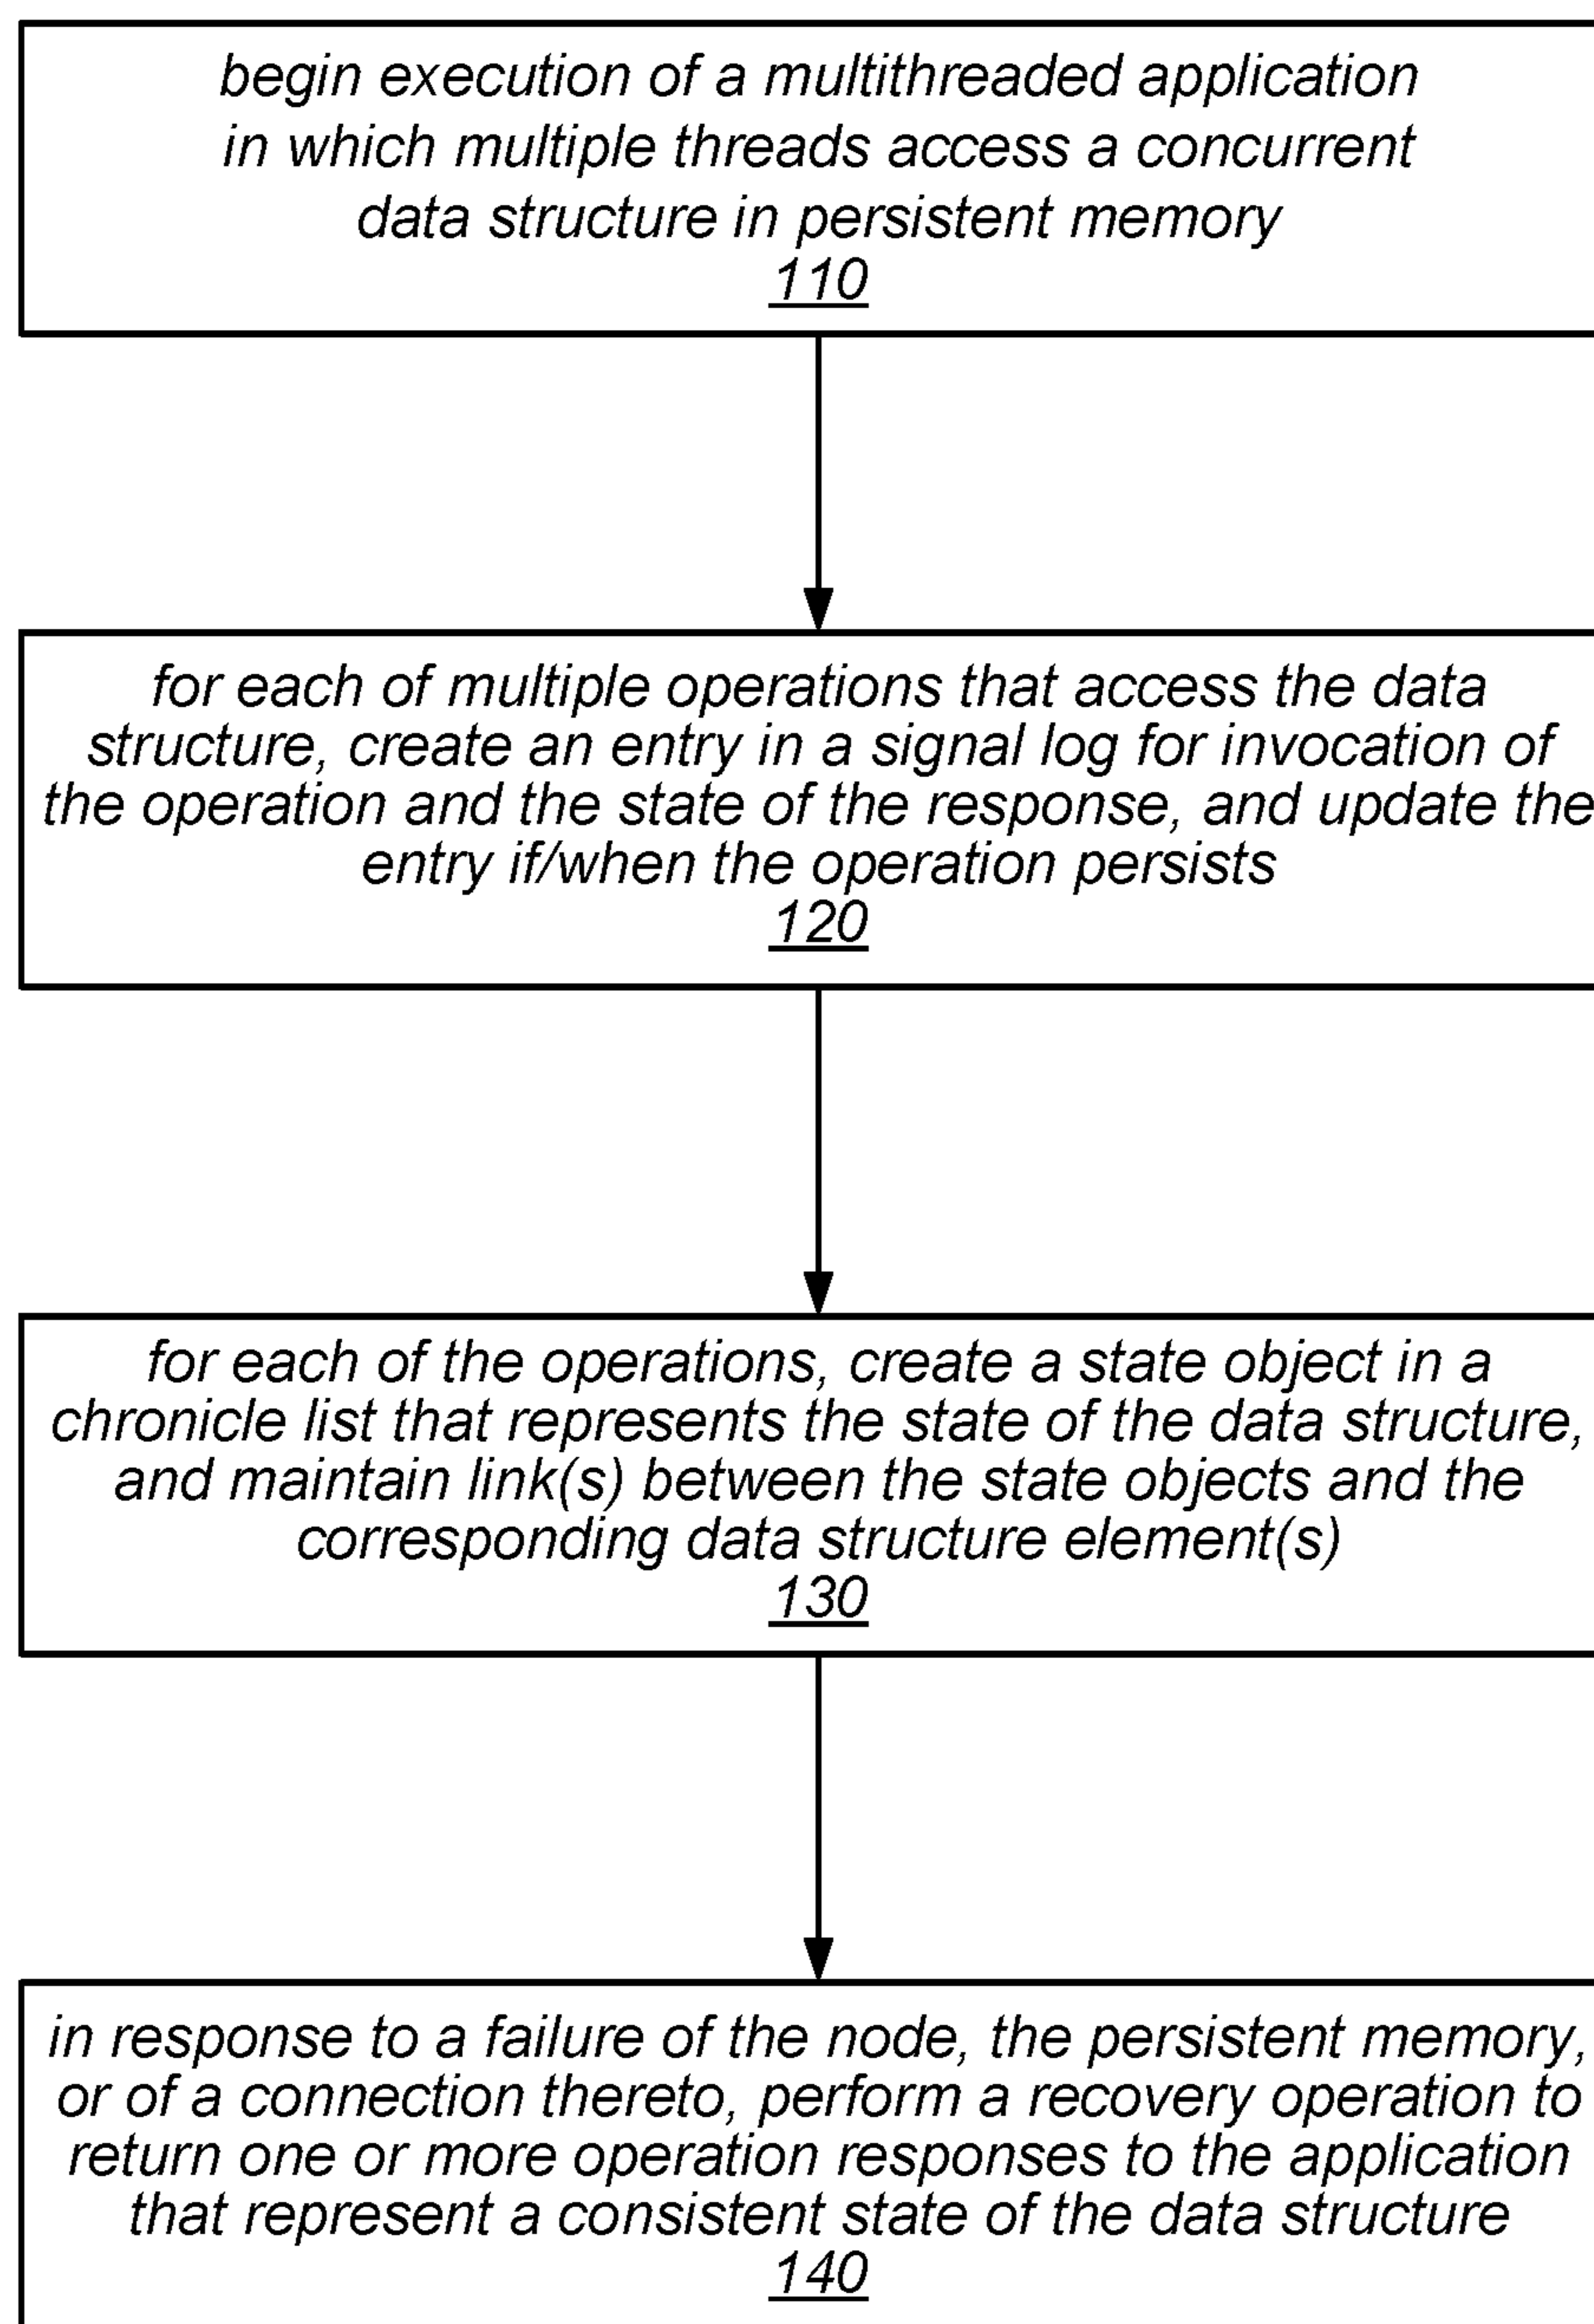 begin execution of a multithreaded application
in which multiple threads access a concurrent
data structure in persistent memory
110
for each of multiple operations that access the data
structure, create an entry in a signal log for invocation of
the operation and the state of the response, and update the
entry if/when the operation persists
120
for each of the operations, create a state object in a
chronicle list that represents the state of the data structure,
and maintain link(s) between the state objects and the
corresponding data structure element(s)
130
in response to a failure of the node, the persistent memory,
or of a connection thereto, perform a recovery operation to
return one or more operation responses to the application
that represent a consistent state of the data structure
140